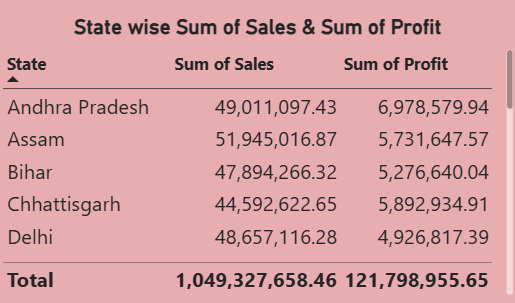 State wise Sum of Sales & Sum of Profit
State Sum of Sales Sum of Profit
Andhra Pradesh 49,011,097.43 6,978,579.94
Assam 51,945,016.87 5,731,647.57
Bihar 47,894,266.32 5,276,640.04
Chhattisgarh 44,592,622.65 5,892,934.91
Delhi 48,657,116.28 4,926,817.39
Total 1,049,327,658.46 121,798,955.65